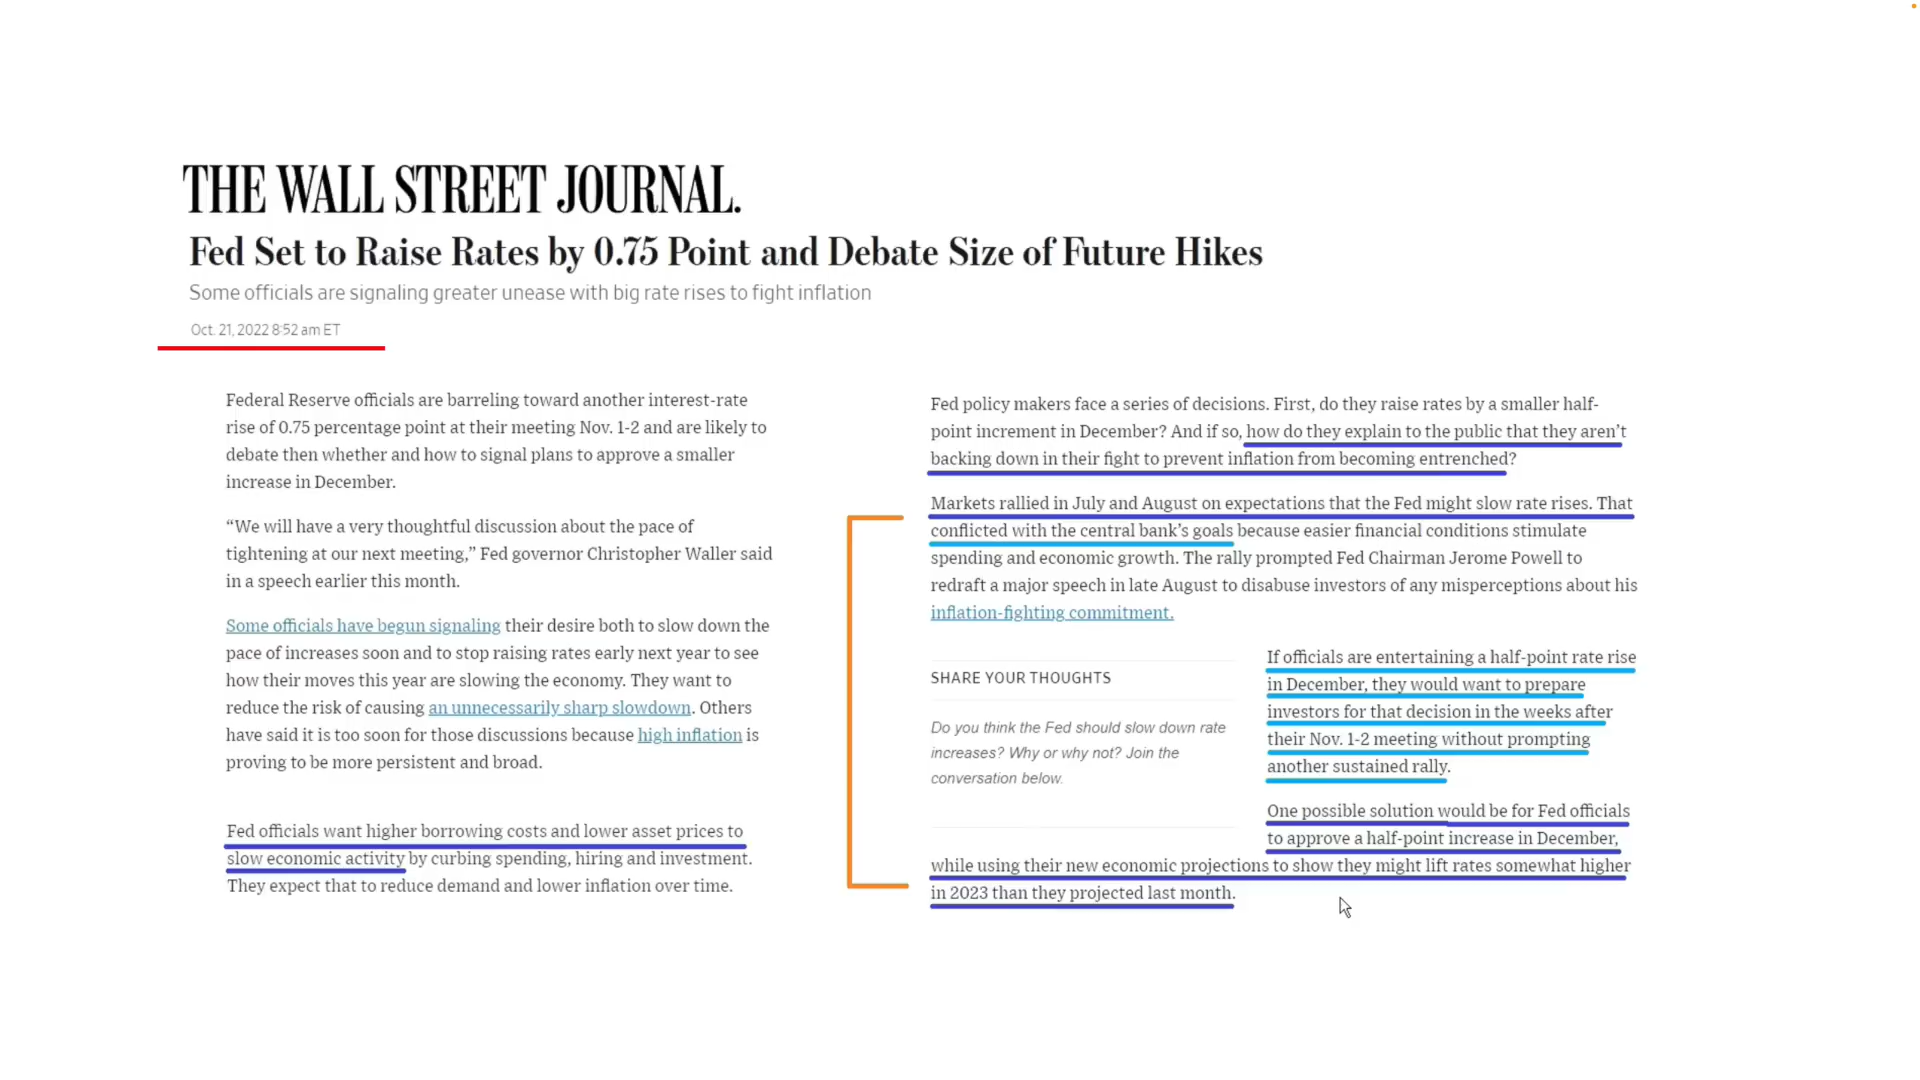 THE WALL STREET JOURNAL.
Fed Set to Raise Rates by 0.75 Point and Debate Size of Future Hikes
Some officials are signaling greater unease with big rate rises to fight inflation
Oct. 21, 2022 8:52 am ET
Federal Reserve officials are barreling toward another interest-rate
rise of 0.75 percentage point at their meeting Nov. 1-2 and are likely to
debate then whether and how to signal plans to approve a smaller
increase in December.
“We will have a very thoughtful discussion about the pace of
tightening at our next meeting,” Fed governor Christopher Waller said
in a speech earlier this month.
Some officials have begun signaling their desire both to slow down the
pace of increases soon and to stop raising rates early next year to see
how their moves this year are slowing the economy. They want to
reduce the risk of causing an unnecessarily sharp slowdown. Others
have said it is too soon for those discussions because high inflation is
proving to be more persistent and broad.
Fed officials want higher borrowing costs and lower asset prices to
slow economic activity by curbing spending, hiring and investment.
They expect that to reduce demand and lower inflation over time.
Fed policy makers face a series of decisions. First, do they raise rates by a smaller half-
point increment in December? And if so, how do they explain to the public that they aren’t
backing down in their fight to prevent inflation from becoming entrenched?
Markets rallied in July and August on expectations that the Fed might slow rate rises. That
conflicted with the central bank’s goals because easier financial conditions stimulate
spending and economic growth. The rally prompted Fed Chairman Jerome Powell to
redraft a major speech in late August to disabuse investors of any misperceptions about his
inflation-fighting commitment.
SHARE YOUR THOUGHTS
Do you think the Fed should slow down rate
increases? Why or why not? Join the
conversation below.
If officials are entertaining a half-point rate rise
in December, they would want to prepare
investors for that decision in the weeks after
their Nov. 1-2 meeting without prompting
another sustained rally.
One possible solution would be for Fed officials
to approve a half-point increase in December,
while using their new economic projections to show they might lift rates somewhat higher
in 2023 than they projected last month.